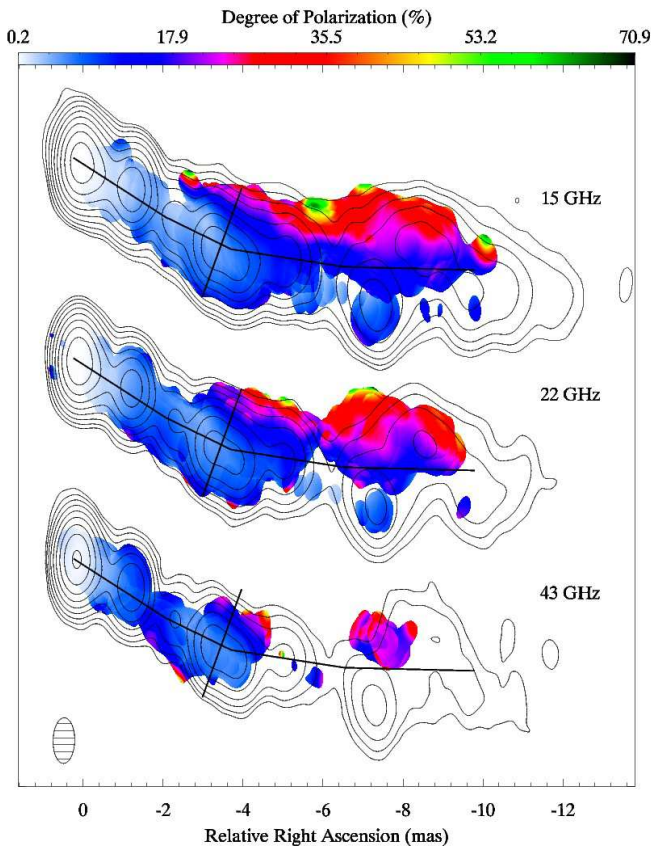 Degree of Polarization (%)
0.2 17.9 35.5 53.2 70.9
15 GHz
22 GHz
43 GHz
0 -2 -4 -6 -8 -10 -12
Relative Right Ascension (mas)